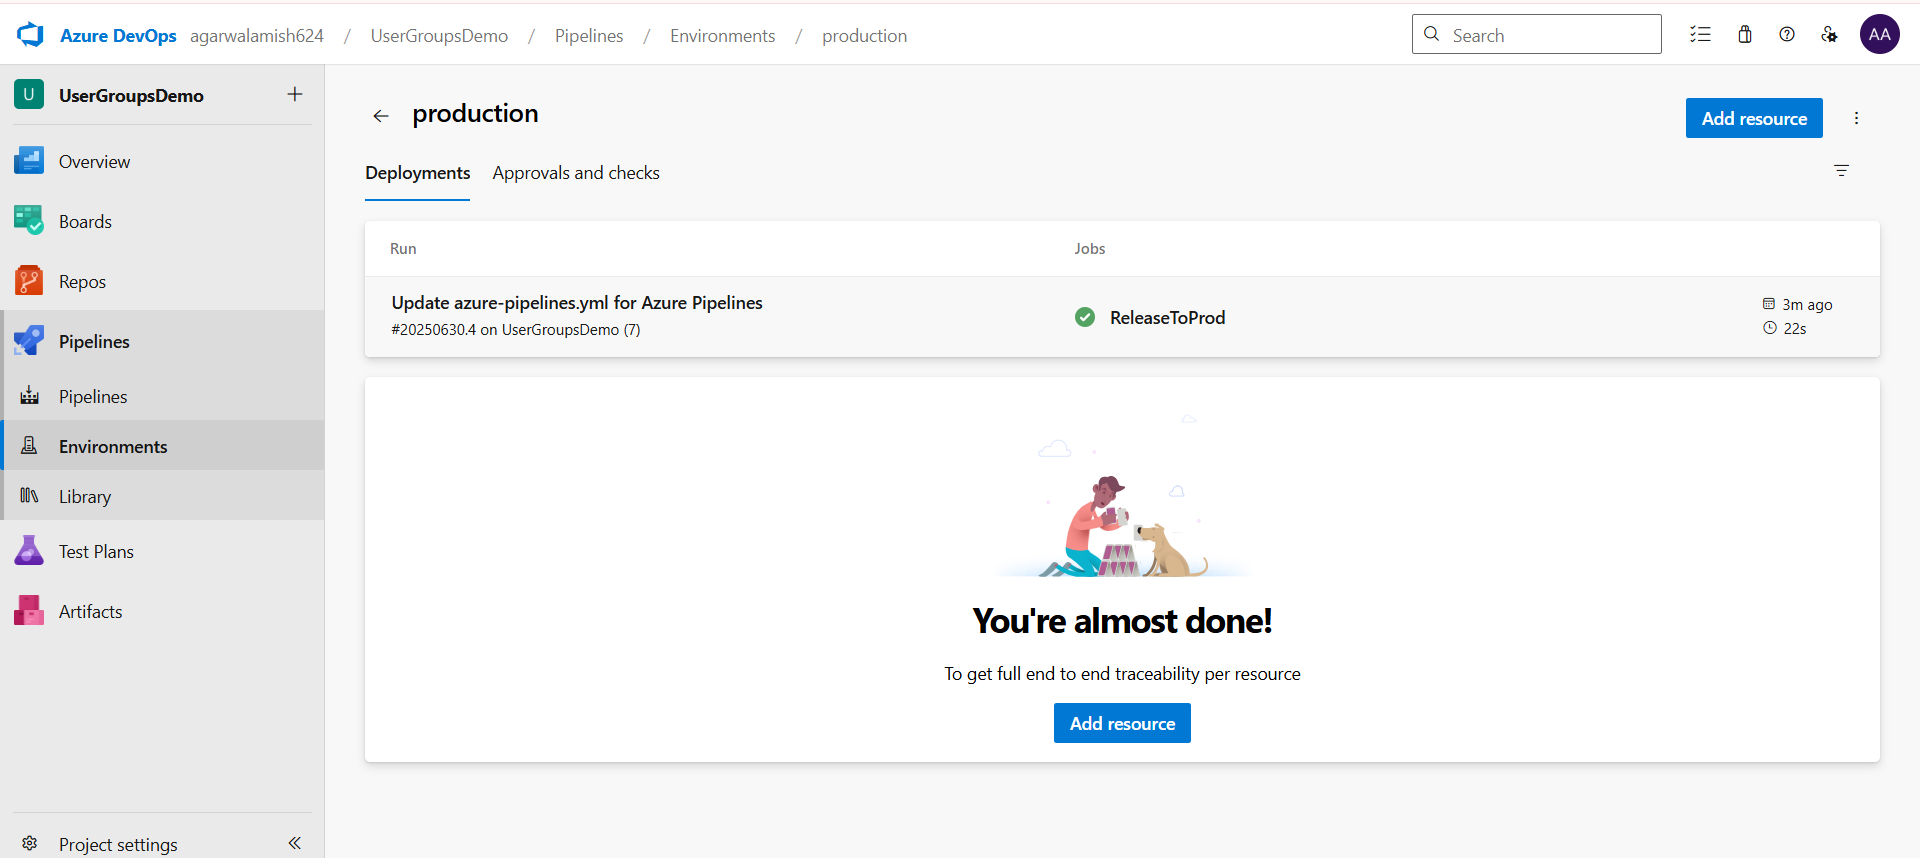 Azure DevOps agarwalamish624 / UserGroupsDemo / Pipelines / Environments / production
Search
AA
U UserGroupsDemo
Overview
Boards
Repos
Pipelines
Pipelines
Environments
Library
Test Plans
Artifacts
Project settings
production
Add resource
Deployments Approvals and checks
Run Jobs
Update azure-pipelines.yml for Azure Pipelines
#20250630.4 on UserGroupsDemo (7)
ReleaseToProd
3m ago
22s
You're almost done!
To get full end to end traceability per resource
Add resource